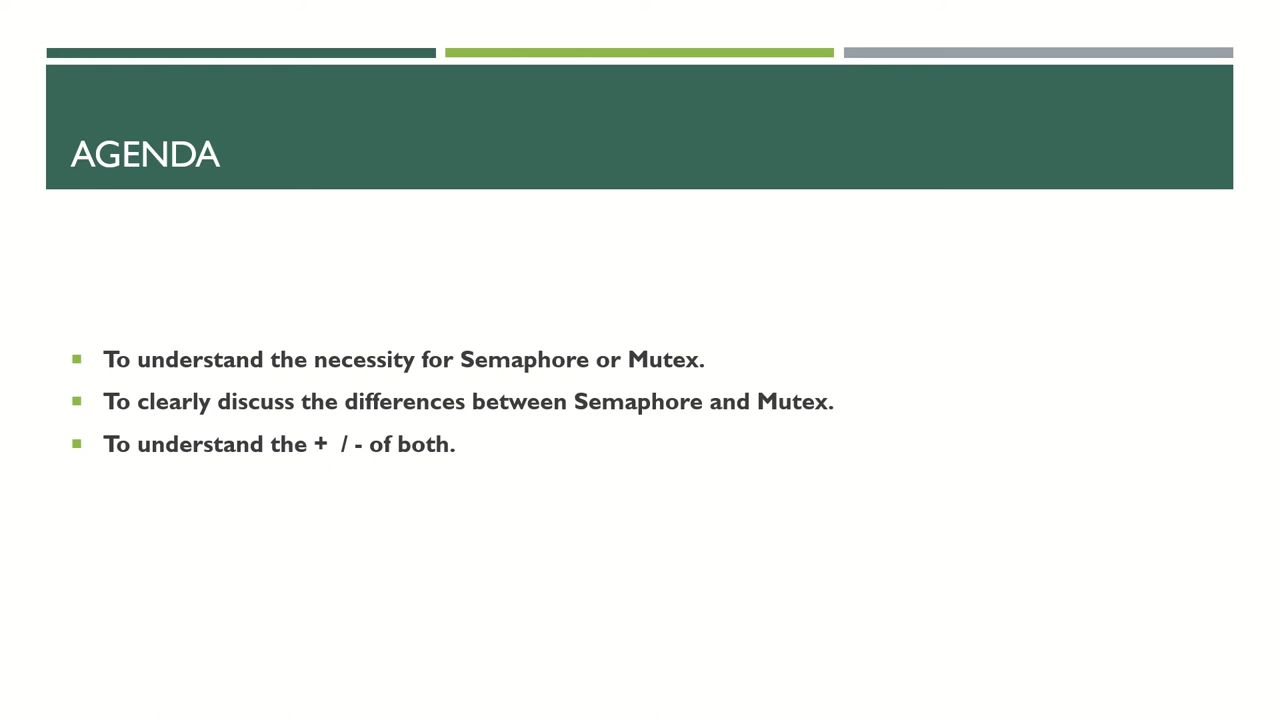 AGENDA
To understand the necessity for Semaphore or Mutex.
To clearly discuss the differences between Semaphore and Mutex.
To understand the +  / - of both.